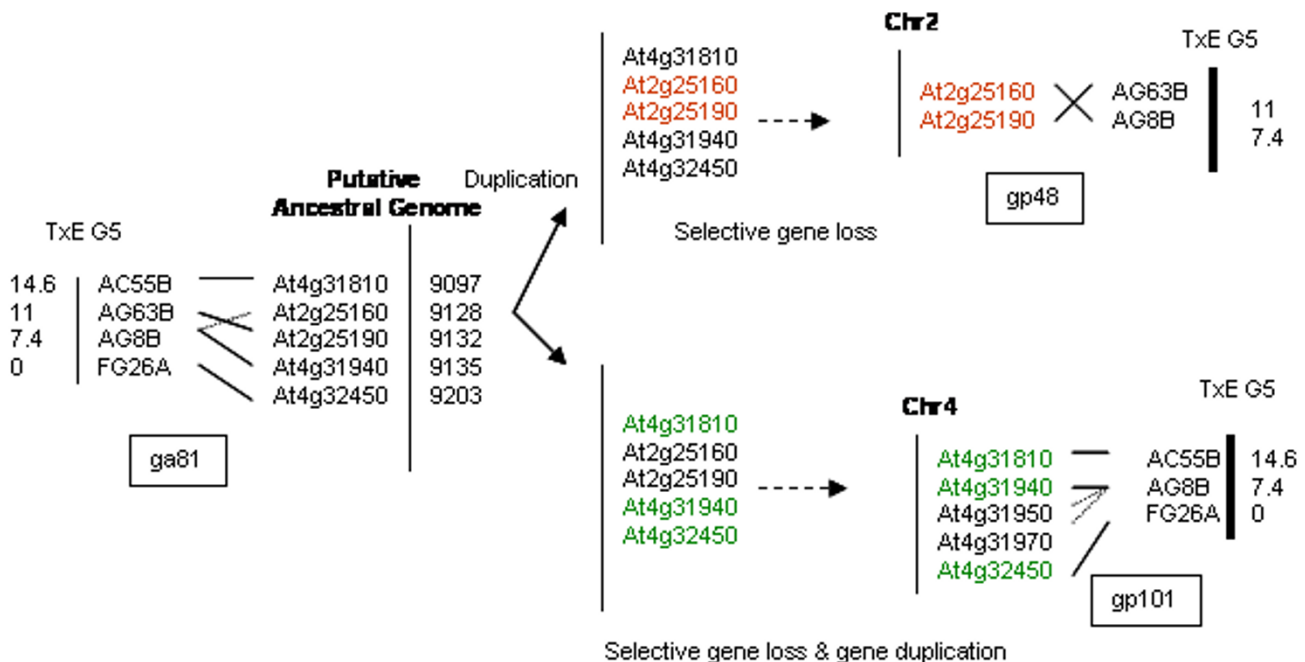 Chr2
TxE G5
At4g31810
At2g25160
At2g25190
At4g31940
At4g32450
At2g25160
At2g25190
AG63B
AG8B
11
7.4
gp48
Selective gene loss
Putative
Ancestral Genome
Duplication
TxE G5
14.6 AC55B At4g31810 9097
11 AG63B At2g25160 9128
7.4 AG8B At2g25190 9132
0 FG26A At4g31940 9135
At4g32450 9203
ga81
Chr4
TxE G5
At4g31810
At2g25160
At2g25190
At4g31940
At4g32450
At4g31810 AC55B 14.6
At4g31940 AG8B 7.4
At4g31950 FG26A 0
At4g31970
At4g32450
gp101
Selective gene loss & gene duplication